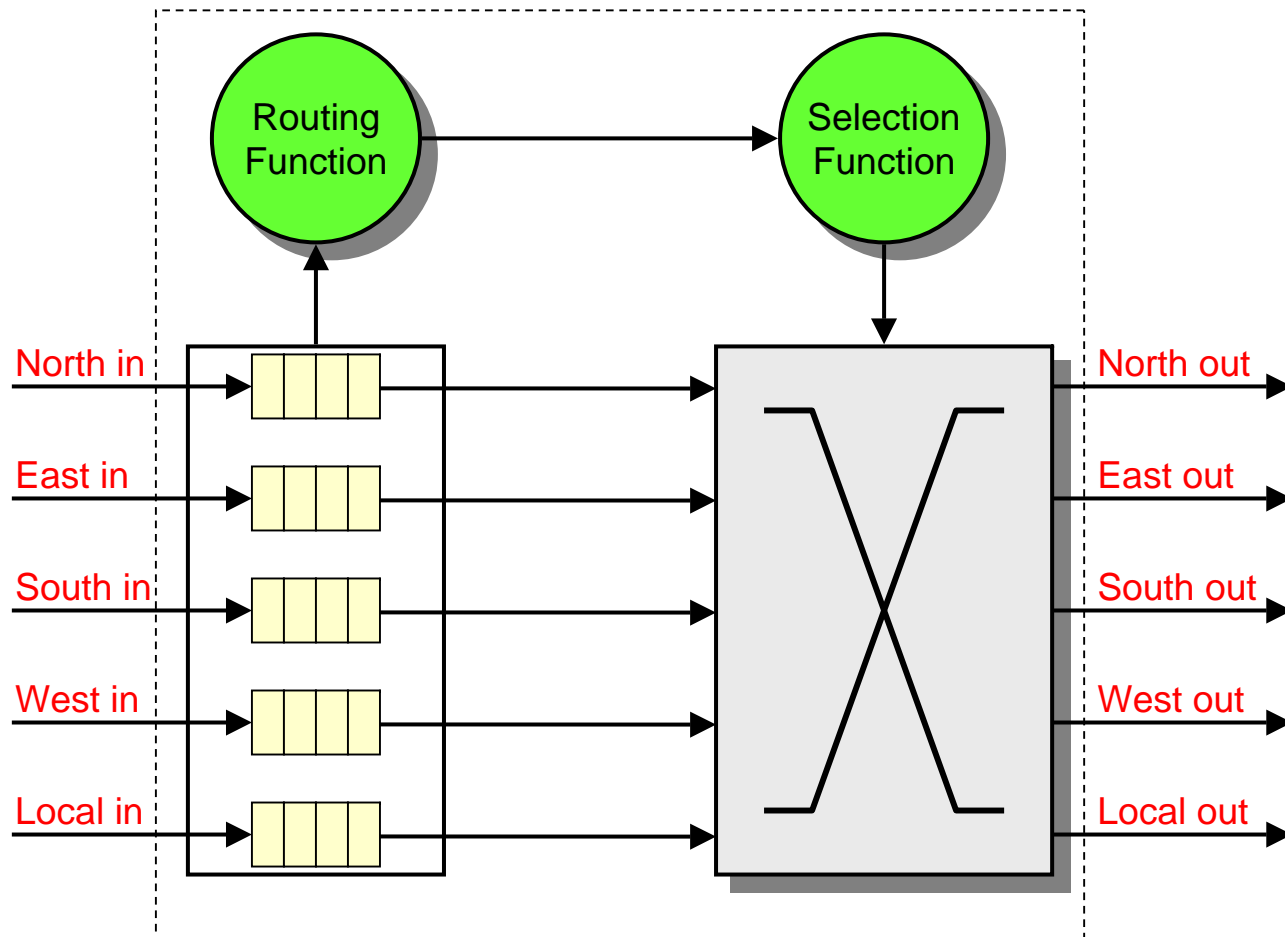 Routing
Function
Selection
Function
North in
North out
East in
East out
South in
South out
West in
West out
Local in
Local out